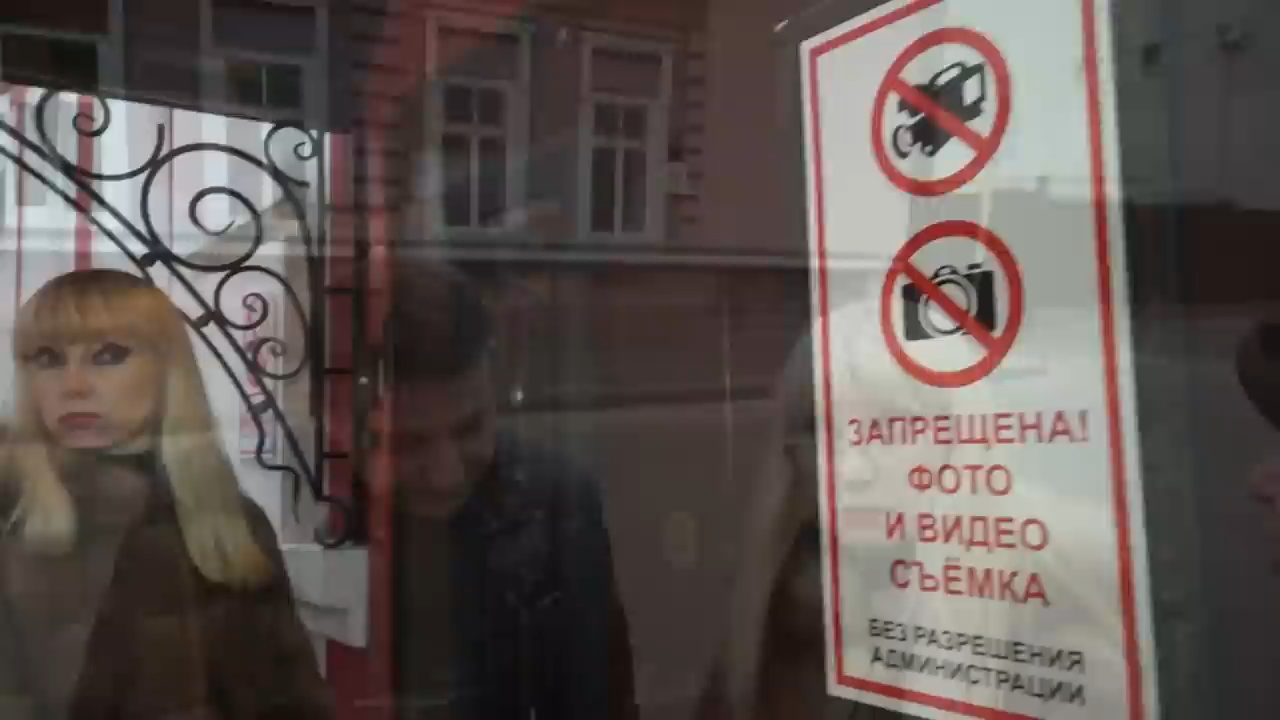 ЗАПРЕЩЕНА!
ФОТО
И ВИДЕО
СЪЁМКА
БЕЗ РАЗРЕШЕНИЯ
АДМИНИСТРАЦИИ